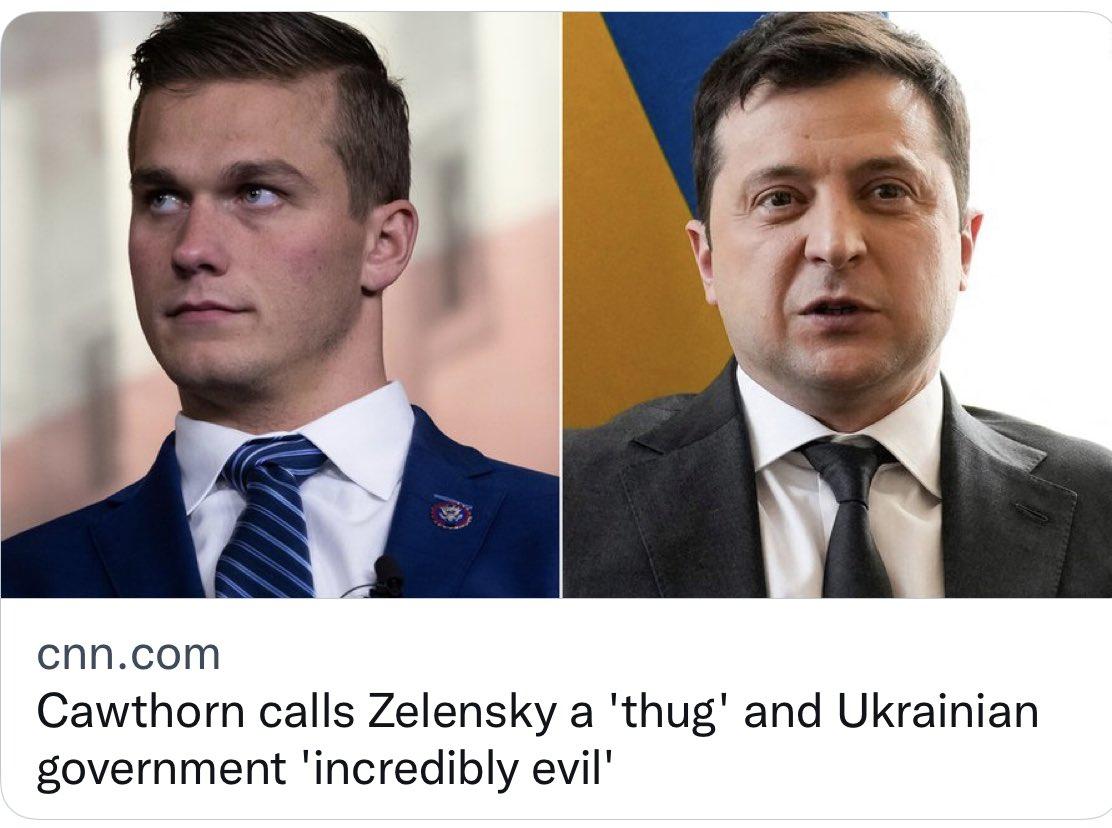 cnn.com
Cawthorn calls Zelensky a 'thug' and Ukrainian
government 'incredibly evil'